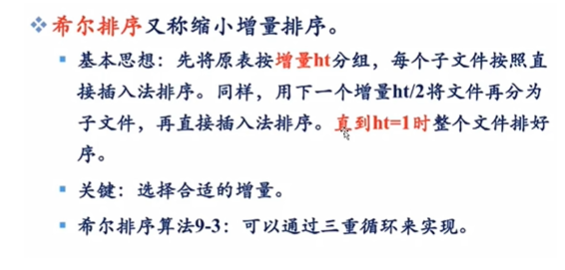 希尔排序又称缩小增量排序。
基本思想：先将原表按增量ht分组，每个子文件按照直
接插入法排序。同样，用下一个增量ht/2将文件再分为
子文件，再直接插入法排序。直到ht=1时整个文件排好
序。
关键：选择合适的增量。
希尔排序算法9-3：可以通过三重循环来实现。